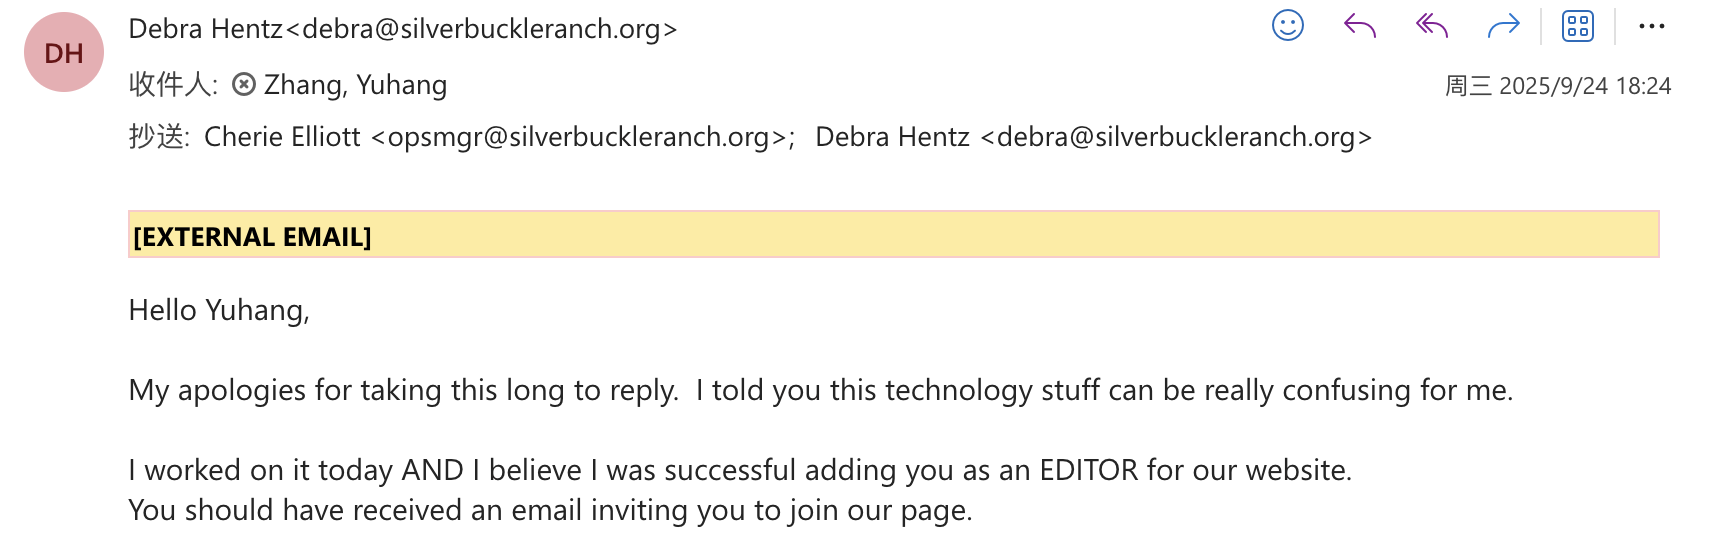 DH
Debra Hentz<debra@silverbuckleranch.org>
收件人: Zhang, Yuhang
周三 2025/9/24 18:24
抄送: Cherie Elliott <opsmgr@silverbuckleranch.org>; Debra Hentz <debra@silverbuckleranch.org>
[EXTERNAL EMAIL]
Hello Yuhang,
My apologies for taking this long to reply.  I told you this technology stuff can be really confusing for me.
I worked on it today AND I believe I was successful adding you as an EDITOR for our website.
You should have received an email inviting you to join our page.